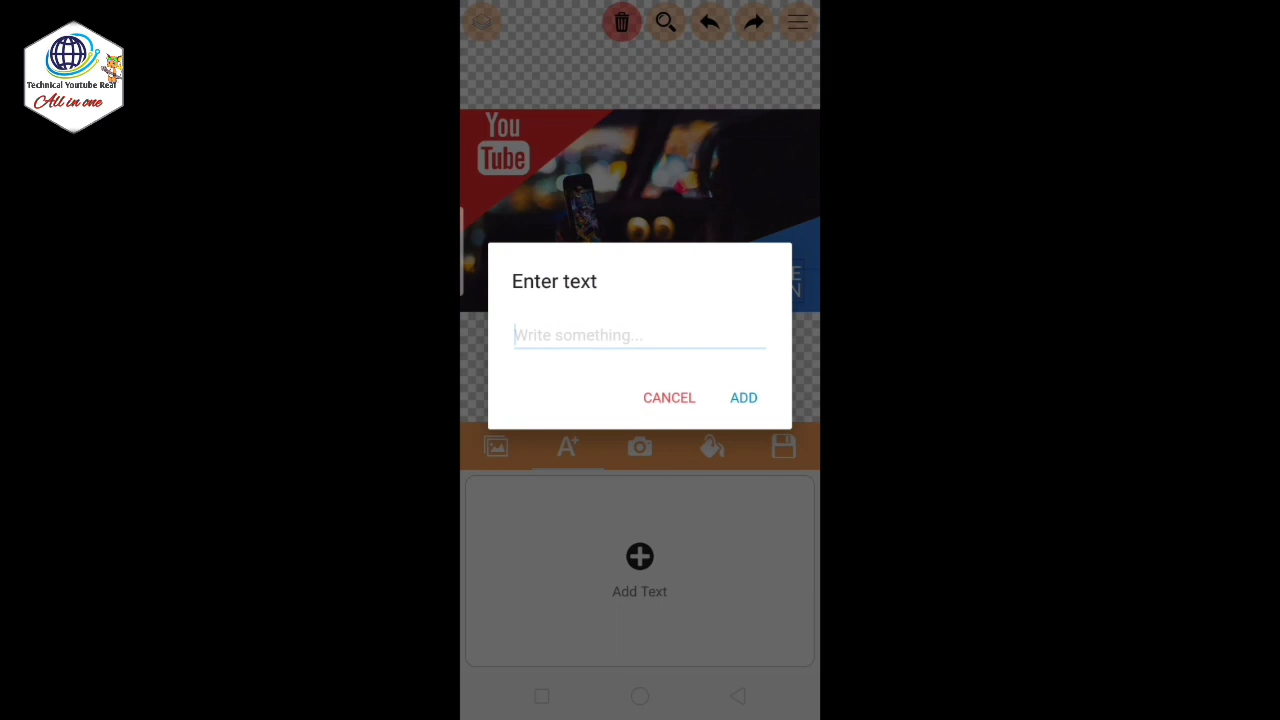 Technical Youtube Real
All in one
You
Tube
E
N
Enter text
Write something...
CANCEL
ADD
A+
Add Text